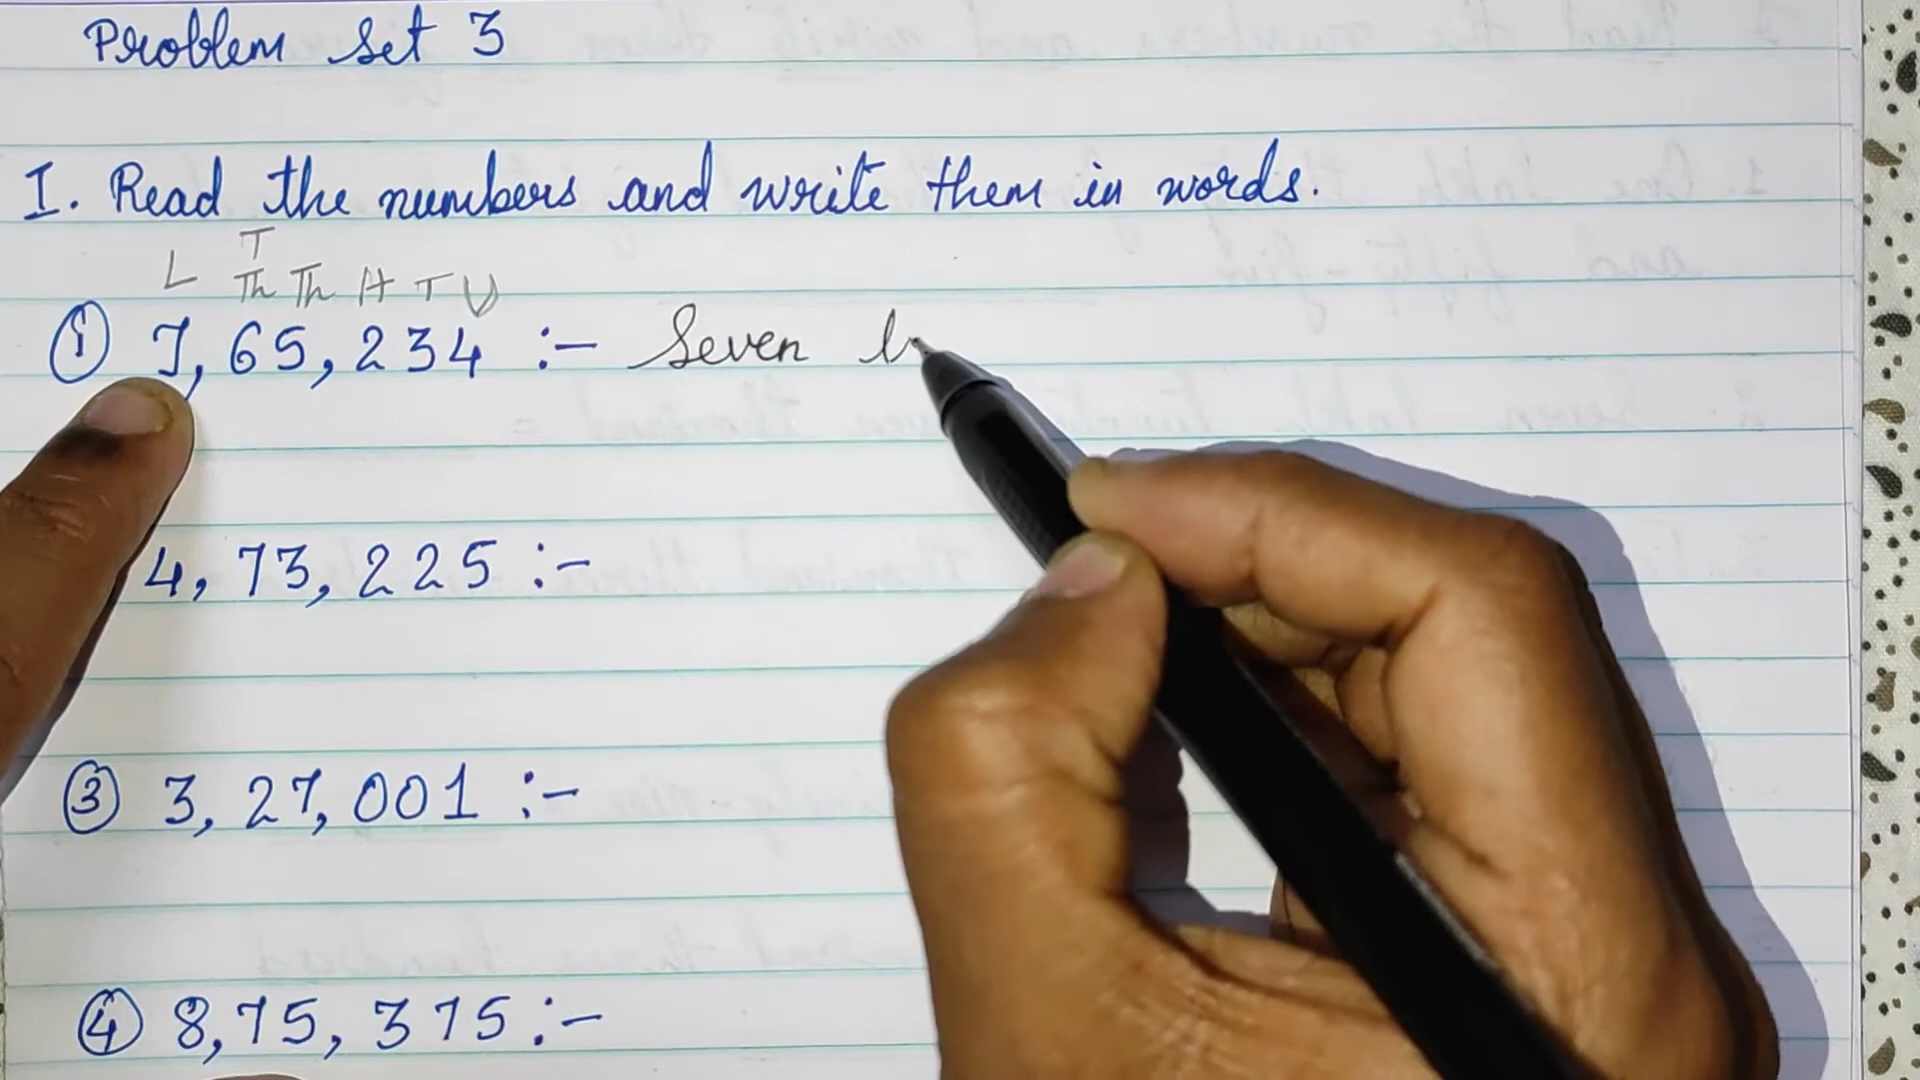 Problem Set 3
I. Read the numbers and write them in words.
T
L Th Th H T U
1 7,65,234 :- Seven
4,73,225 :-
3 3,27,001 :-
4 8,75,375 :-